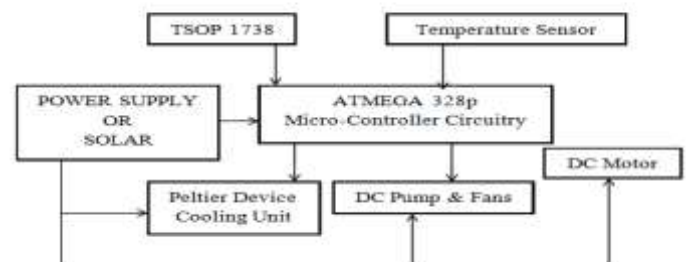 TSOP 1738
Temperature Sensor
POWER SUPPLY
OR
SOLAR
ATMEGA 328p
Micro-Controller Circuitry
DC Motor
Peltier Device
Cooling Unit
DC Pump & Fans